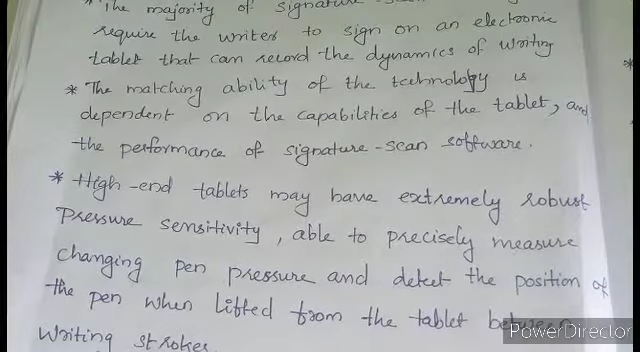 * The majority of signature-scan
require the writer to sign on an electronic
tablet that can record the dynamics of writing
* The matching ability of the technology is
dependent on the capabilities of the tablet, and
the performance of signature-scan software.
* High-end tablets may have extremely robust
Pressure sensitivity, able to precisely measure
changing pen pressure and detect the position of
the pen when lifted from the tablet between
writing strokes
PowerDirector